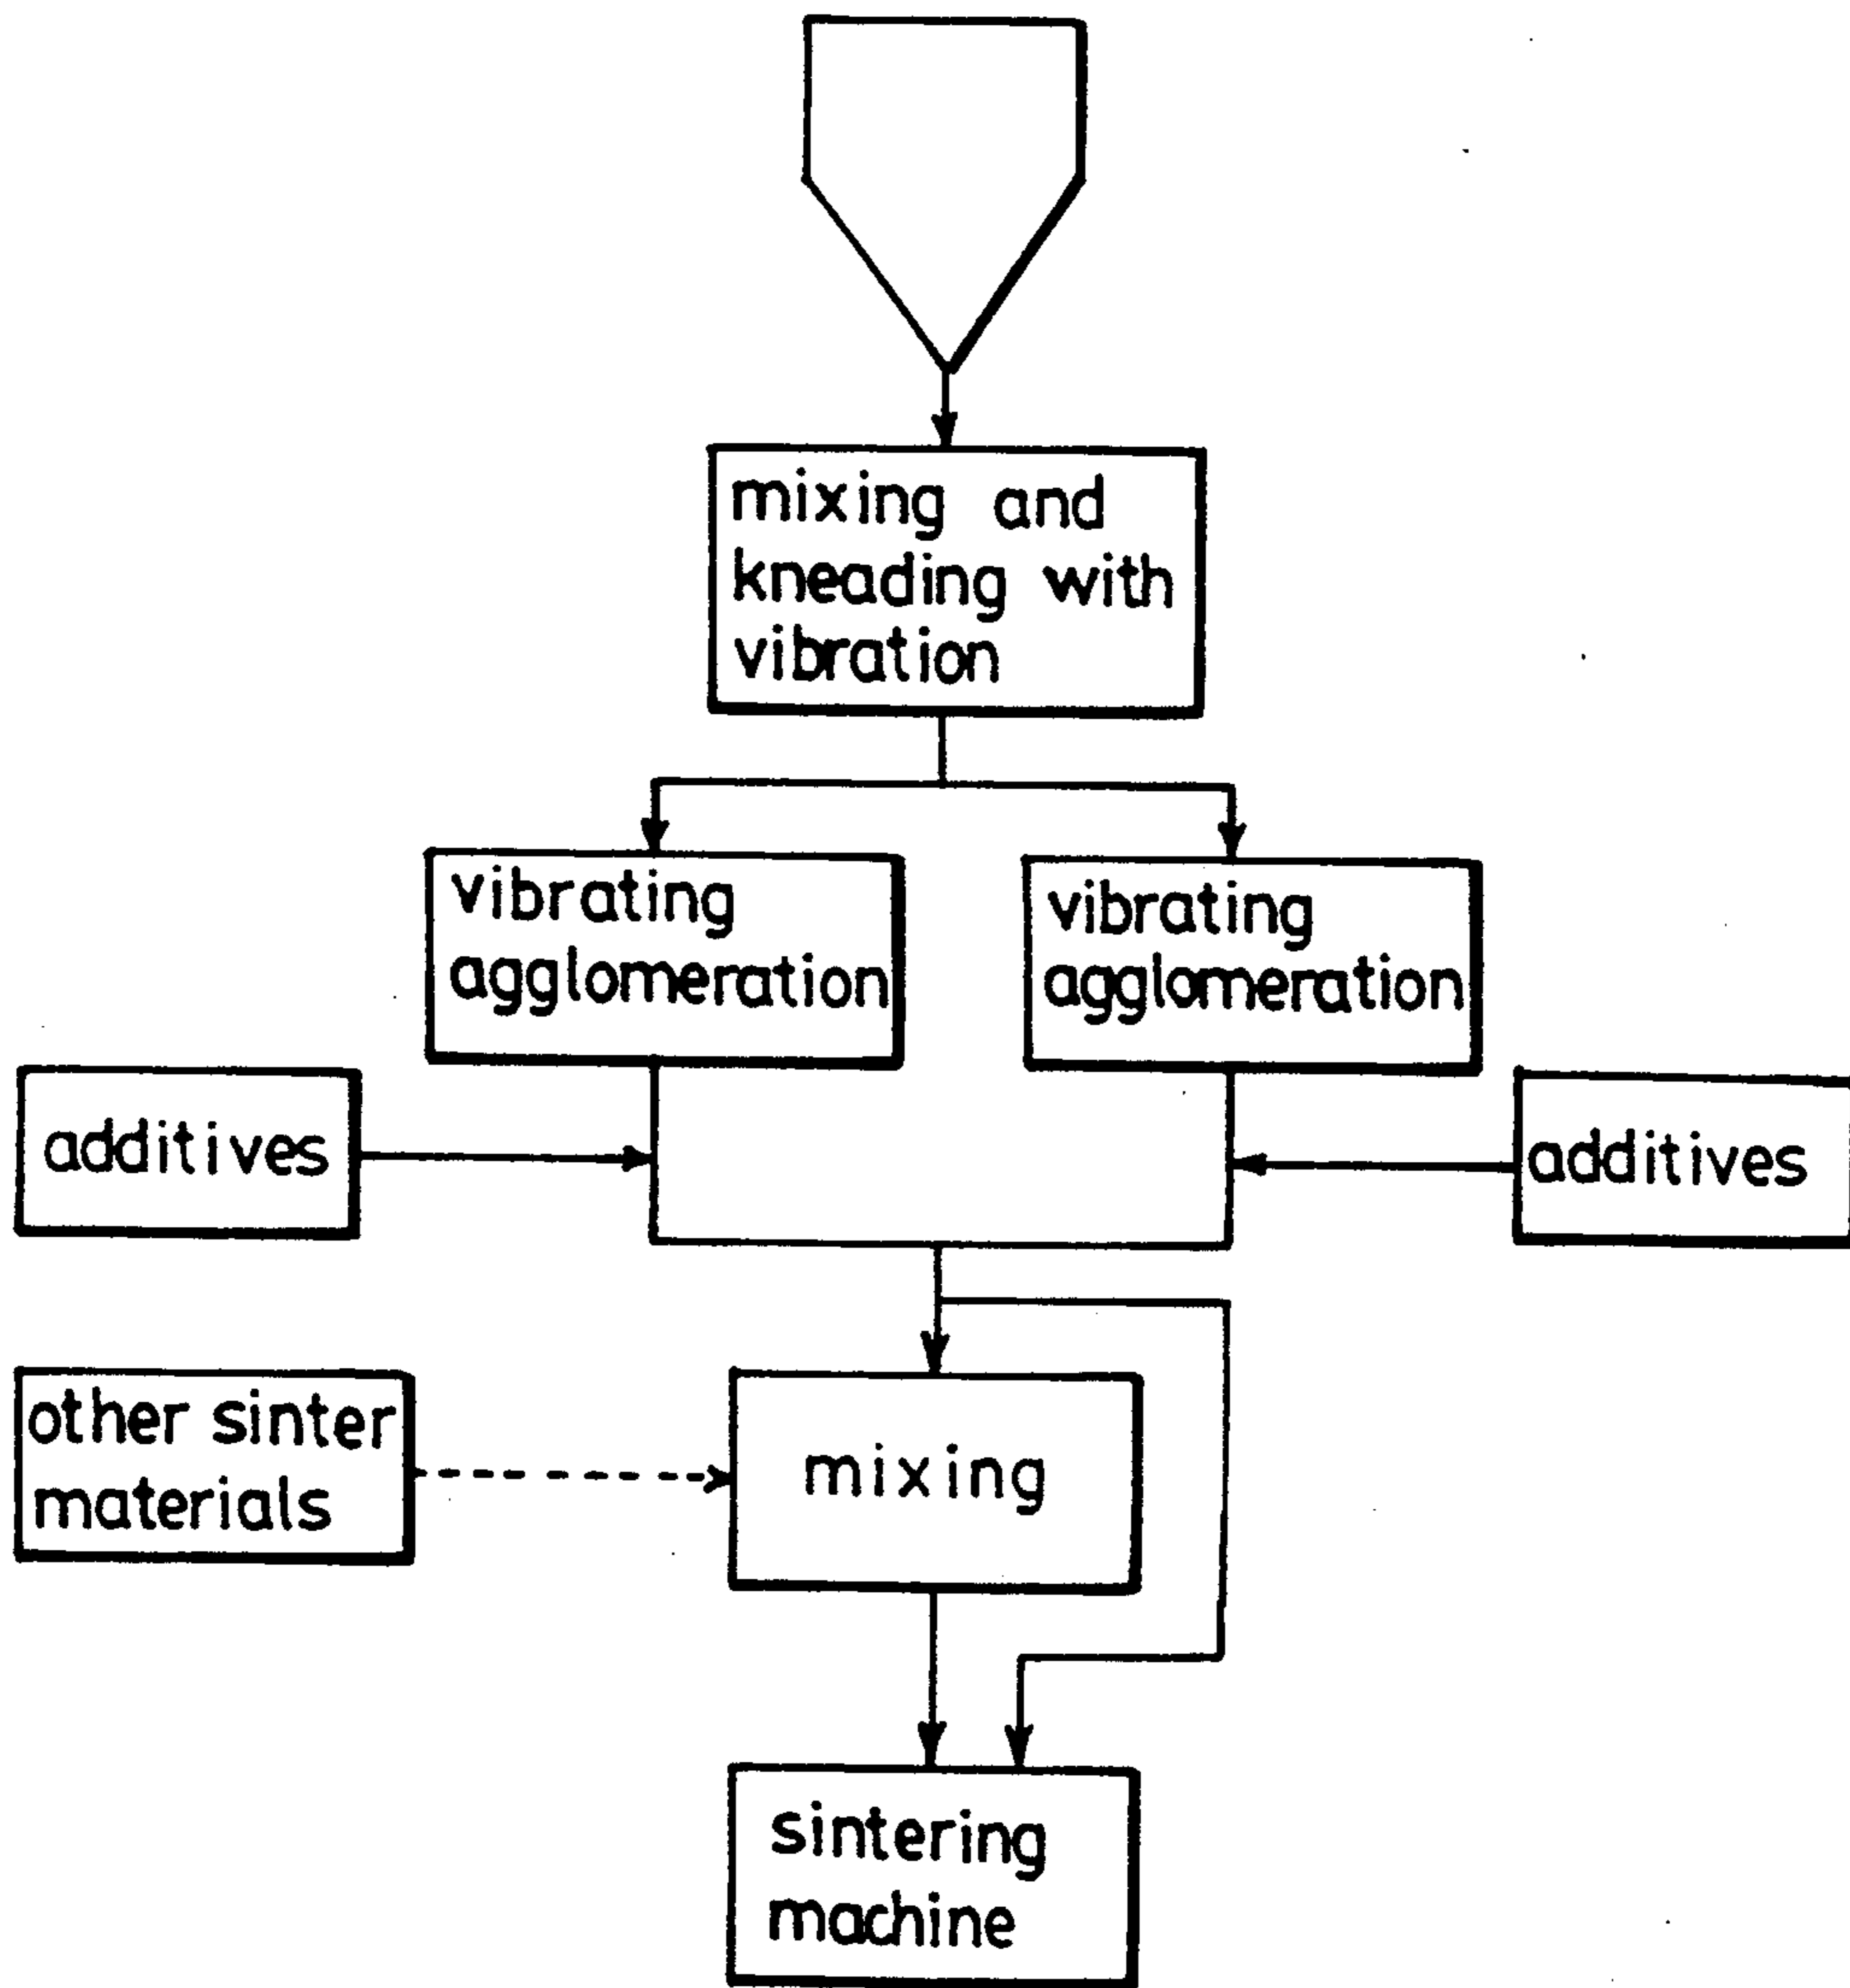 mixing and
kneading with
vibration
vibrating
agglomeration
vibrating
agglomeration
additives
additives
other sinter
materials
mixing
sintering
machine